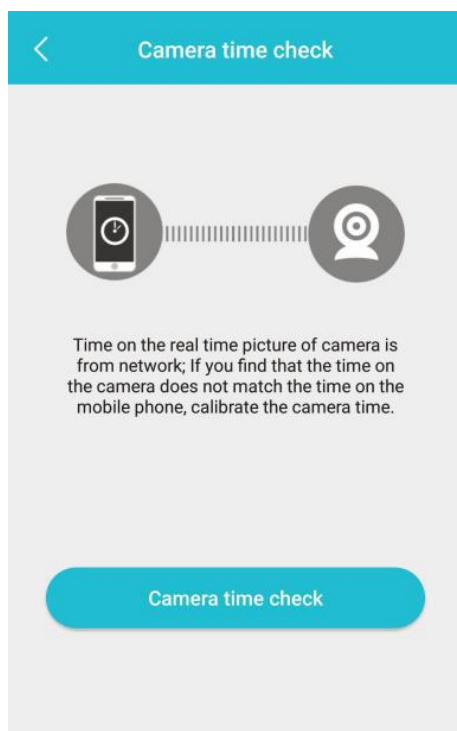 Camera time check
Time on the real time picture of camera is
from network; If you find that the time on
the camera does not match the time on the
mobile phone, calibrate the camera time.
Camera time check